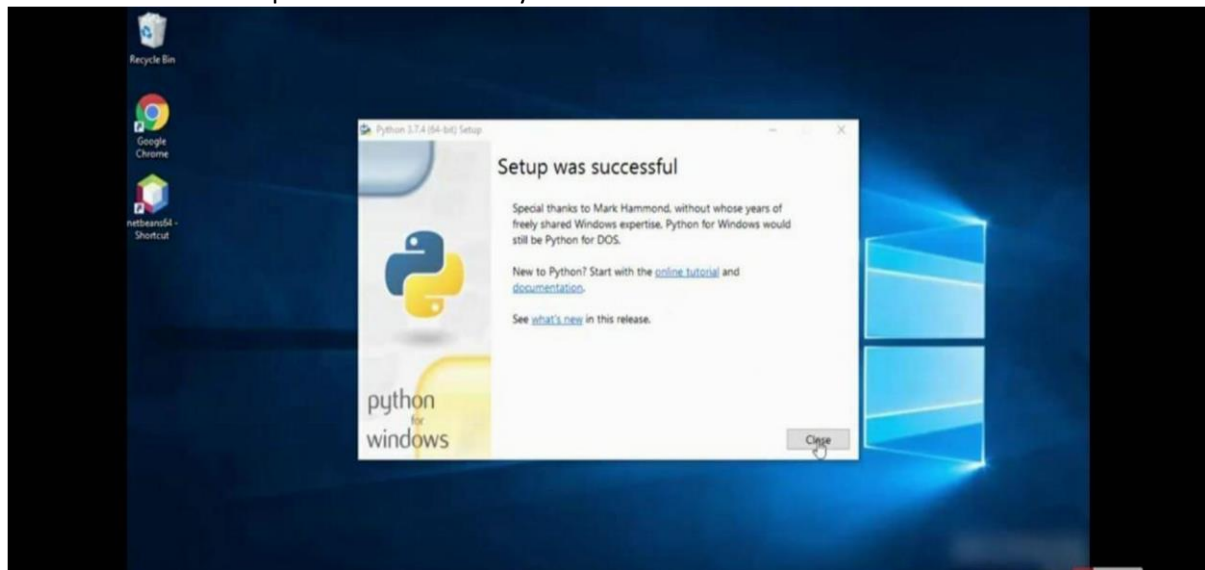 Recycle Bin
Google
Chrome
netbeans64 -
Shortcut
Python 3.7.4 (64-bit) Setup
Setup was successful
Special thanks to Mark Hammond, without whose years of
freely shared Windows expertise, Python for Windows would
still be Python for DOS.
New to Python? Start with the online tutorial and
documentation.
See what's new in this release.
python
for
windows
Close